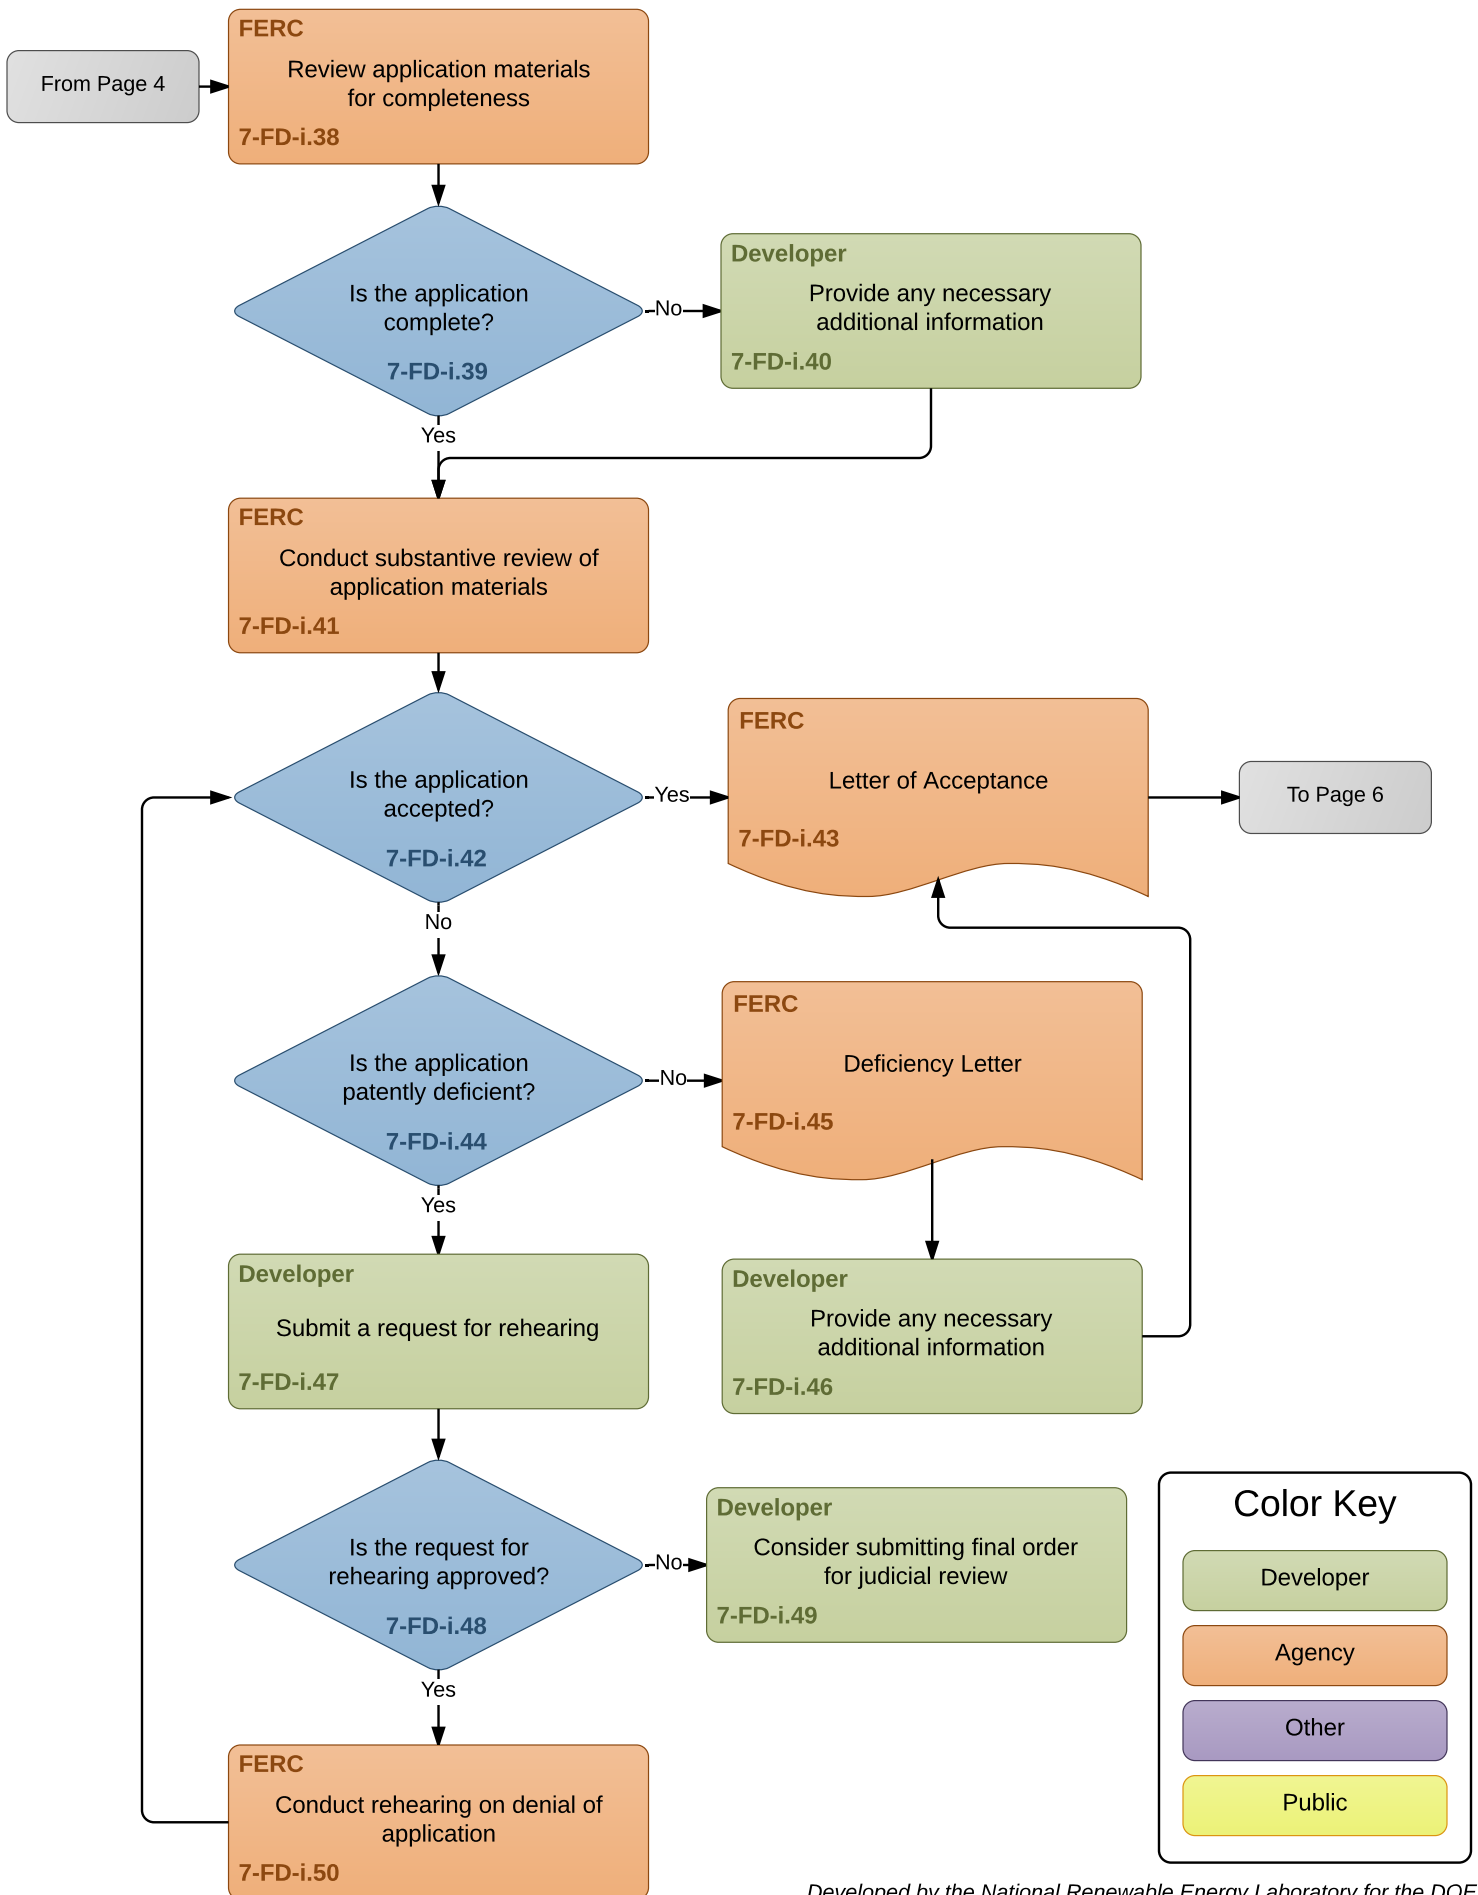 From Page 4
FERC
Review application materials
for completeness
7-FD-i.38
Is the application
complete?
7-FD-i.39
No
Yes
Developer
Provide any necessary
additional information
7-FD-i.40
FERC
Conduct substantive review of
application materials
7-FD-i.41
Is the application
accepted?
7-FD-i.42
Yes
No
FERC
Letter of Acceptance
7-FD-i.43
To Page 6
Is the application
patently deficient?
7-FD-i.44
No
Yes
FERC
Deficiency Letter
7-FD-i.45
Developer
Submit a request for rehearing
7-FD-i.47
Developer
Provide any necessary
additional information
7-FD-i.46
Is the request for
rehearing approved?
7-FD-i.48
No
Yes
Developer
Consider submitting final order
for judicial review
7-FD-i.49
FERC
Conduct rehearing on denial of
application
7-FD-i.50
Color Key
Developer
Agency
Other
Public
Developed by the National Renewable Energy Laboratory for the DOE